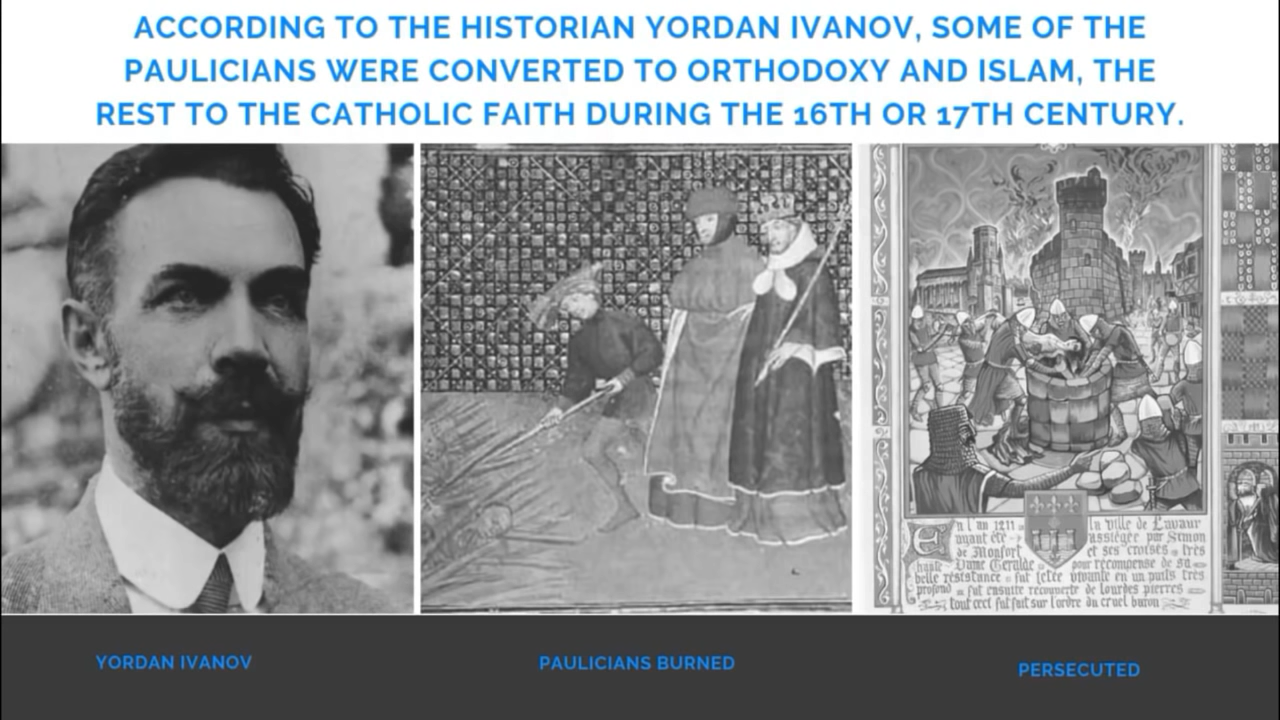 ACCORDING TO THE HISTORIAN YORDAN IVANOV, SOME OF THE
PAULICIANS WERE CONVERTED TO ORTHODOXY AND ISLAM, THE
REST TO THE CATHOLIC FAITH DURING THE 16TH OR 17TH CENTURY.
En l'an 1211 la ville de Lavaur
ayant été assiégée par Simon
de Monfort et ses croisés très
haute Dame Geralde pour récompense de sa
belle résistance fut jetée vivante en un puits très
profond fut ensuite recouverte de lourdes pierres
tout ceci fut fait sur l'ordre du cruel baron
YORDAN IVANOV
PAULICIANS BURNED
PERSECUTED